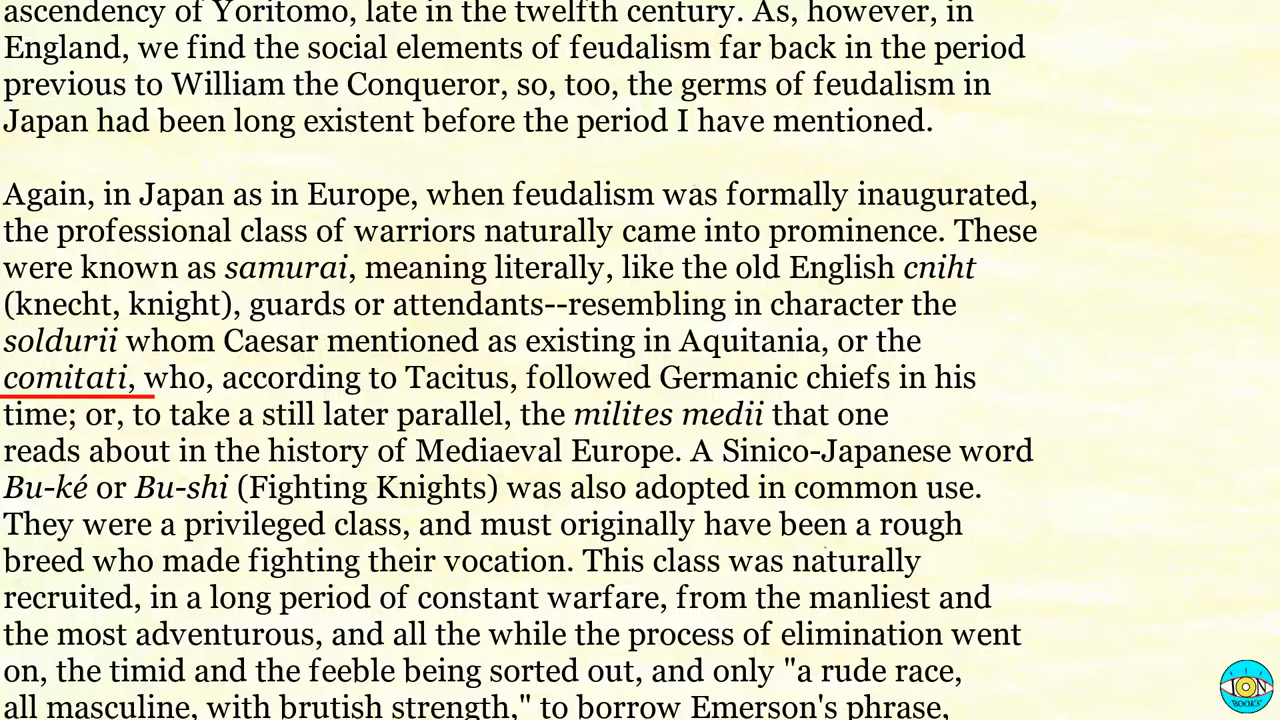 ascendency of Yoritomo, late in the twelfth century. As, however, in
England, we find the social elements of feudalism far back in the period
previous to William the Conqueror, so, too, the germs of feudalism in
Japan had been long existent before the period I have mentioned.
Again, in Japan as in Europe, when feudalism was formally inaugurated,
the professional class of warriors naturally came into prominence. These
were known as samurai, meaning literally, like the old English cniht
(knecht, knight), guards or attendants--resembling in character the
soldurii whom Caesar mentioned as existing in Aquitania, or the
comitati, who, according to Tacitus, followed Germanic chiefs in his
time; or, to take a still later parallel, the milites medii that one
reads about in the history of Mediaeval Europe. A Sinico-Japanese word
Bu-ké or Bu-shi (Fighting Knights) was also adopted in common use.
They were a privileged class, and must originally have been a rough
breed who made fighting their vocation. This class was naturally
recruited, in a long period of constant warfare, from the manliest and
the most adventurous, and all the while the process of elimination went
on, the timid and the feeble being sorted out, and only "a rude race,
all masculine, with brutish strength," to borrow Emerson's phrase,
ION
BOOKS